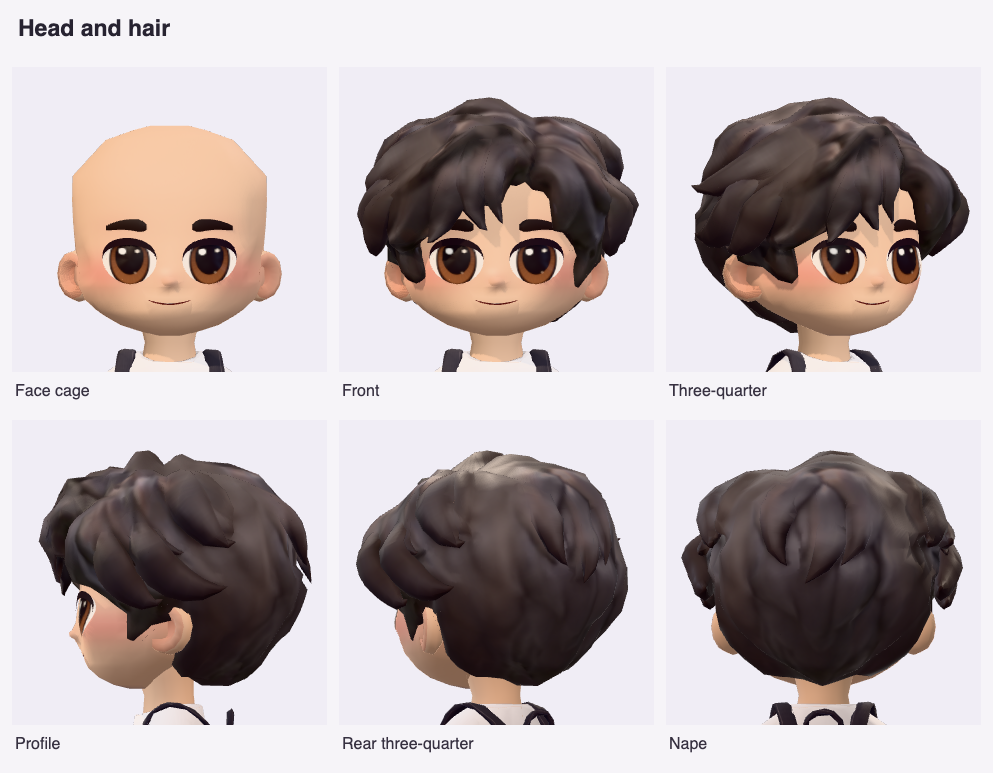 Head and hair
Face cage
Front
Three-quarter
Profile
Rear three-quarter
Nape